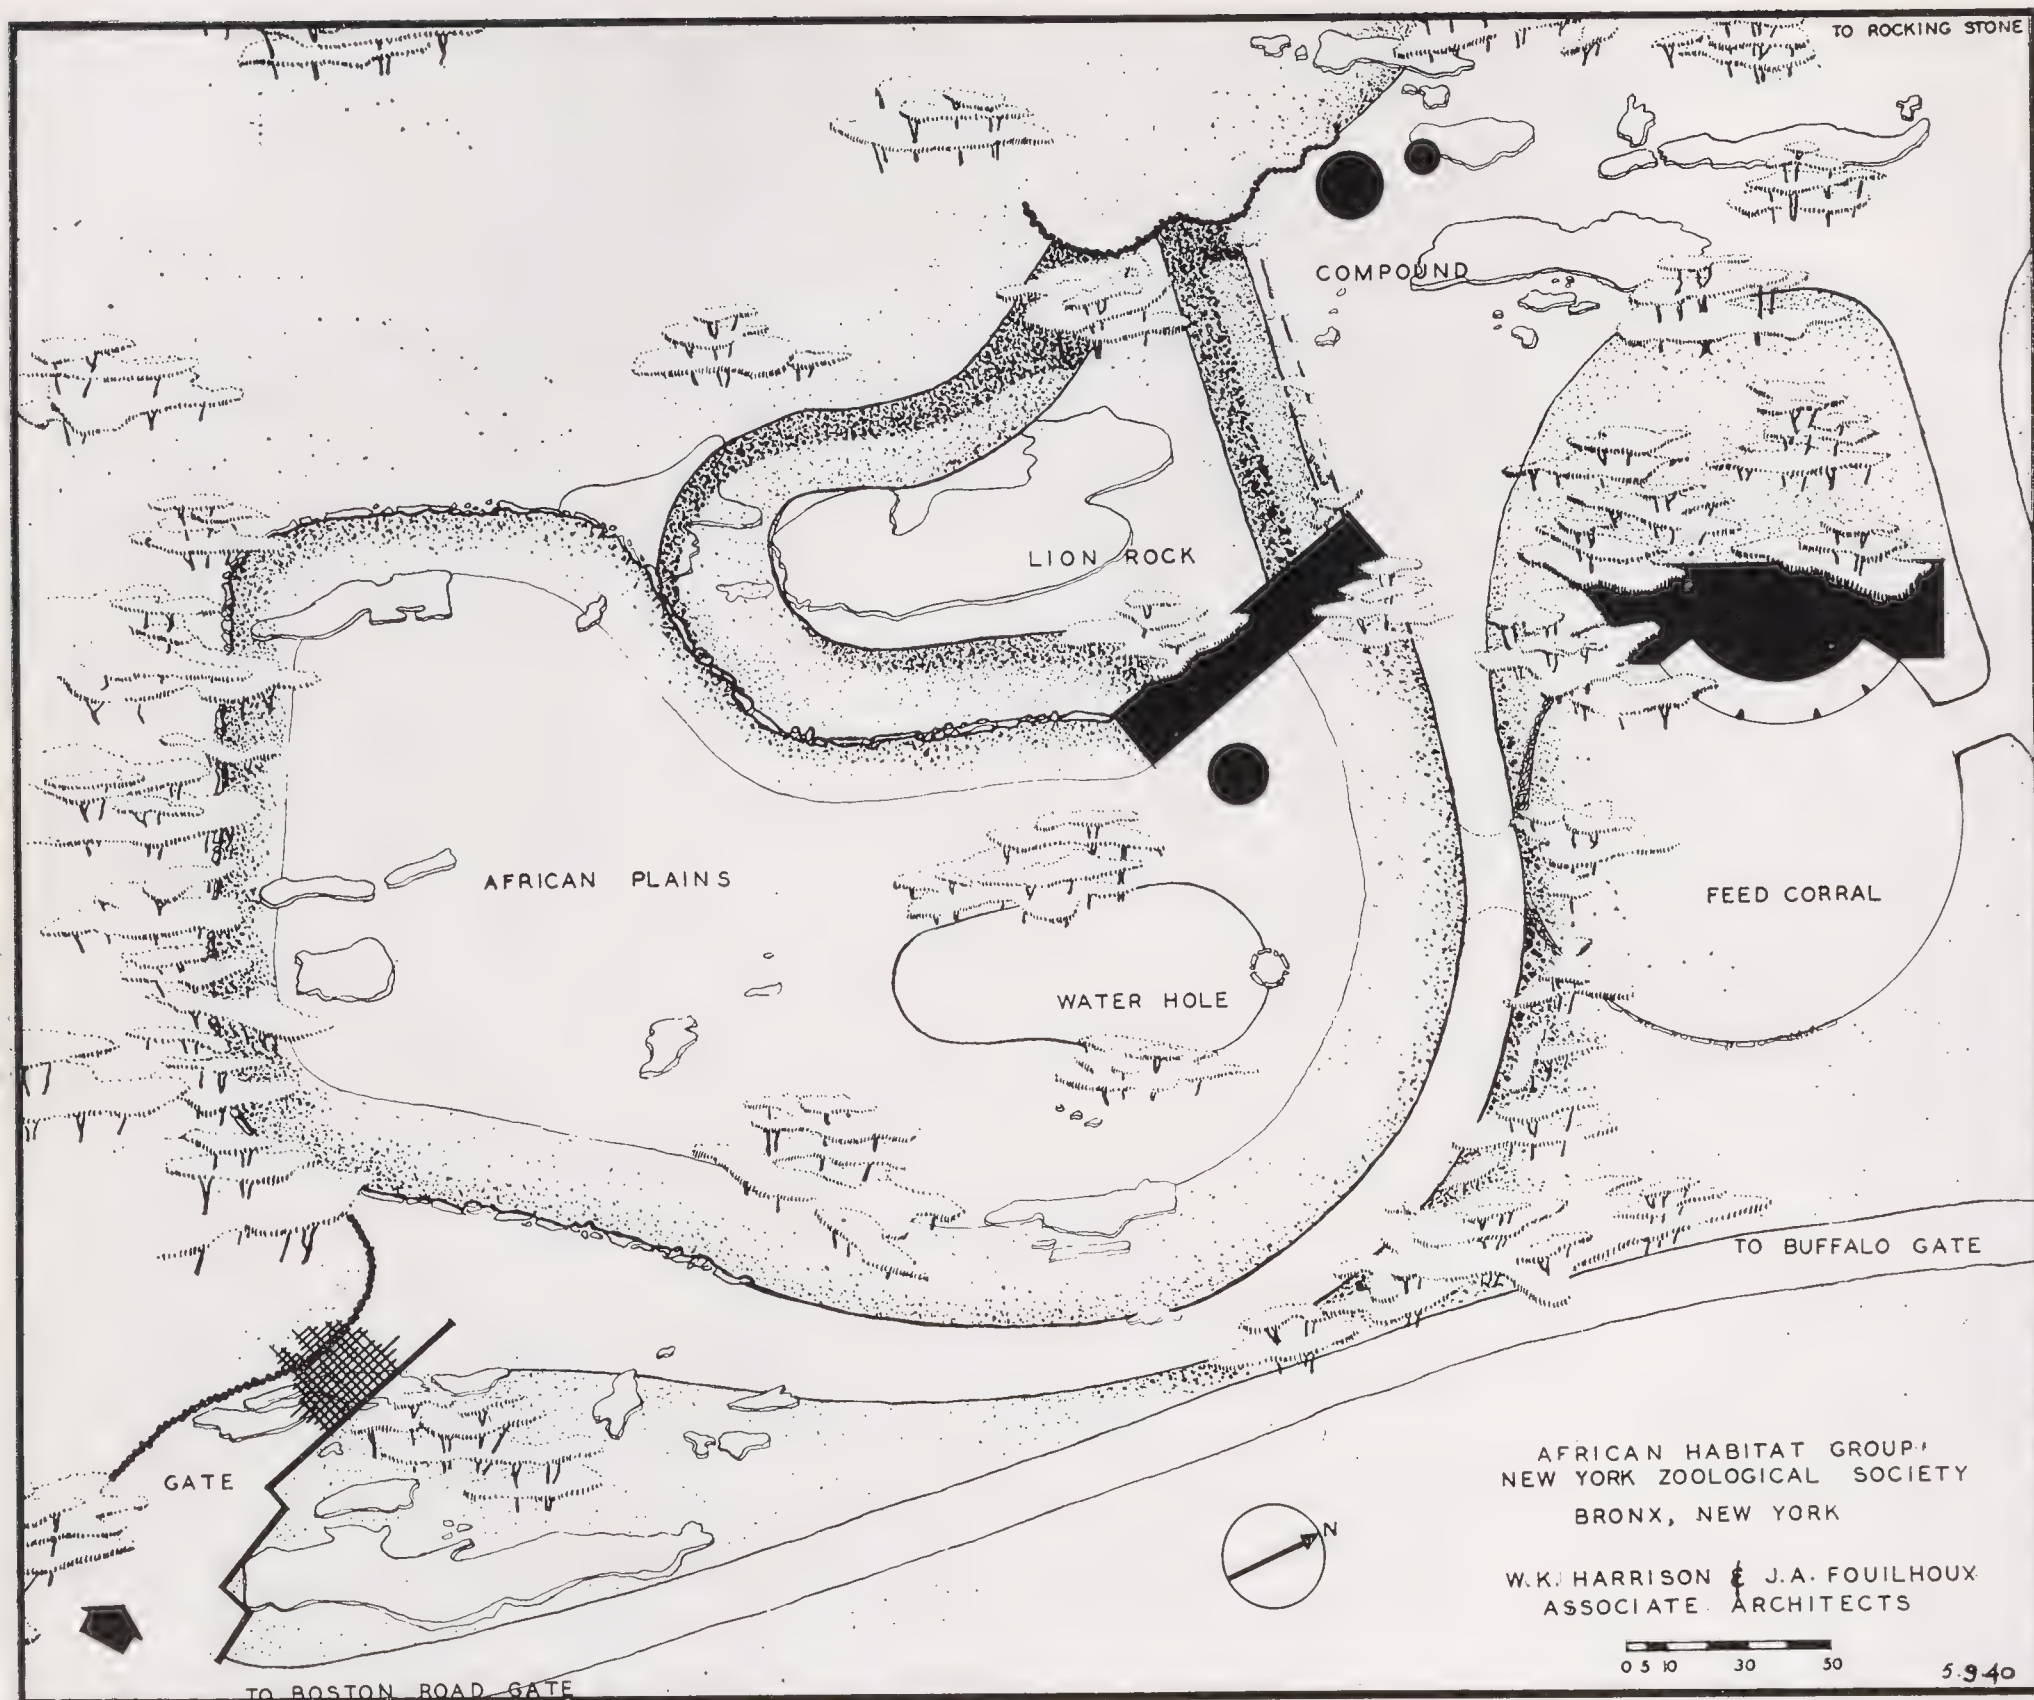 TO ROCKING STONE
COMPOUND
LION ROCK
AFRICAN PLAINS
FEED CORRAL
WATER HOLE
TO BUFFALO GATE
GATE
AFRICAN HABITAT GROUP
NEW YORK ZOOLOGICAL SOCIETY
BRONX, NEW YORK
N
W.K. HARRISON & J.A. FOUILHOUX
ASSOCIATE ARCHITECTS
0 5 10 30 50
5.9.40
TO BOSTON ROAD GATE